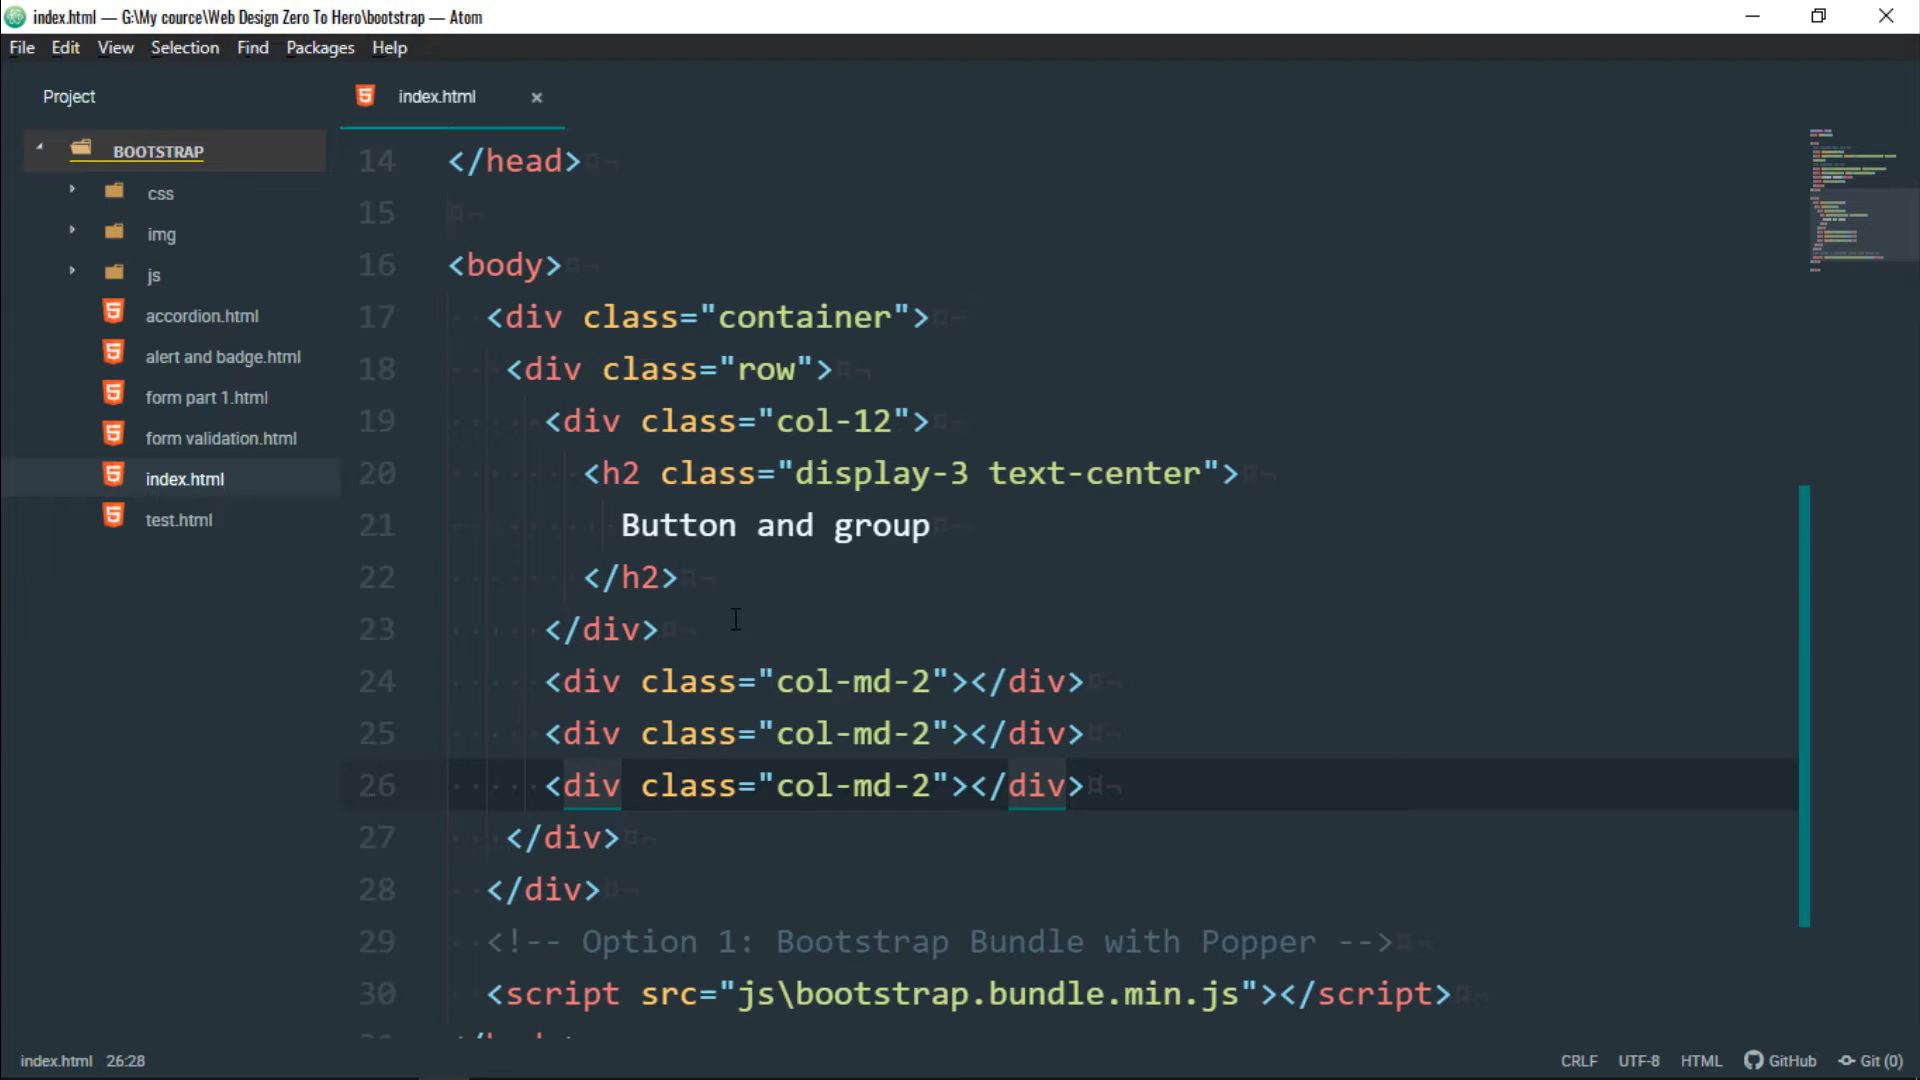 index.html — G:\My cource\Web Design Zero To Hero\bootstrap — Atom
File Edit View Selection Find Packages Help
Project
BOOTSTRAP
css
img
js
accordion.html
alert and badge.html
form part 1.html
form validation.html
index.html
test.html
index.html ×
14 </head>
15
16 <body>
17 <div class="container">
18 <div class="row">
19 <div class="col-12">
20 <h2 class="display-3 text-center">
21 Button and group
22 </h2>
23 </div>
24 <div class="col-md-2"></div>
25 <div class="col-md-2"></div>
26 <div class="col-md-2"></div>
27 </div>
28 </div>
29 <!-- Option 1: Bootstrap Bundle with Popper -->
30 <script src="js\bootstrap.bundle.min.js"></script>
index.html 26:28
CRLF UTF-8 HTML GitHub Git (0)